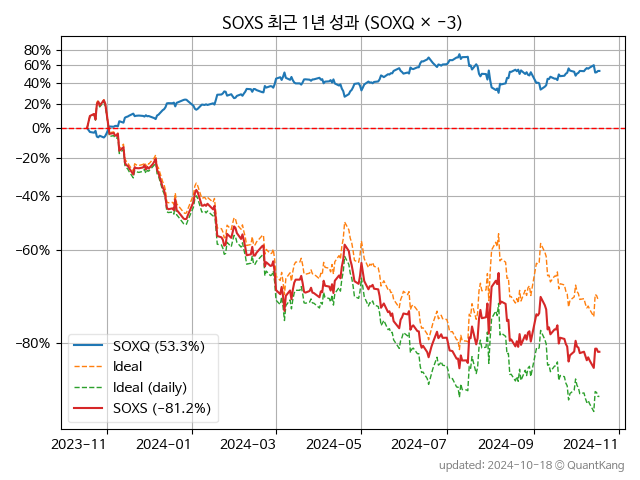 SOXS 최근 1년 성과 (SOXQ × −3)
80%
60%
40%
20%
0%
−20%
−40%
−60%
−80%
SOXQ (53.3%)
Ideal
Ideal (daily)
SOXS (−81.2%)
2023-11 2024-01 2024-03 2024-05 2024-07 2024-09 2024-11
updated: 2024-10-18 © QuantKang